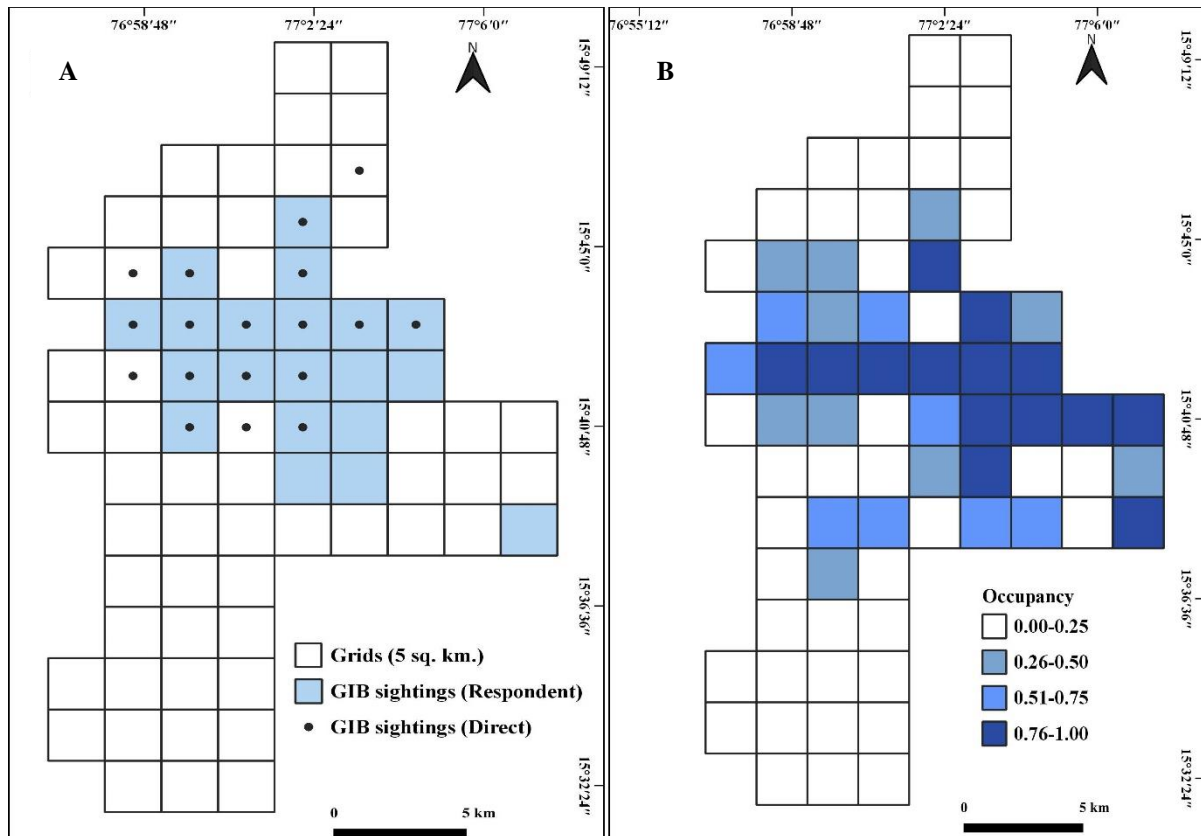 76°58'48" 77°2'24" 77°6'0"
A
N
15°49'12"
15°45'0"
15°40'48"
15°36'36"
15°32'24"
Grids (5 sq. km.)
GIB sightings (Respondent)
GIB sightings (Direct)
0 5 km
76°55'12" 76°58'48" 77°2'24" 77°6'0"
B
N
15°49'12"
15°45'0"
15°40'48"
15°36'36"
15°32'24"
Occupancy
0.00-0.25
0.26-0.50
0.51-0.75
0.76-1.00
0 5 km